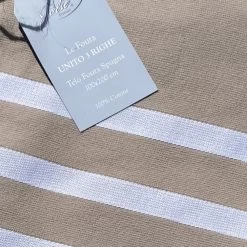 Le Fouta
UNITO 3 RIGHE
Telo Fouta Spugna
100x200 cm
100% Cotone